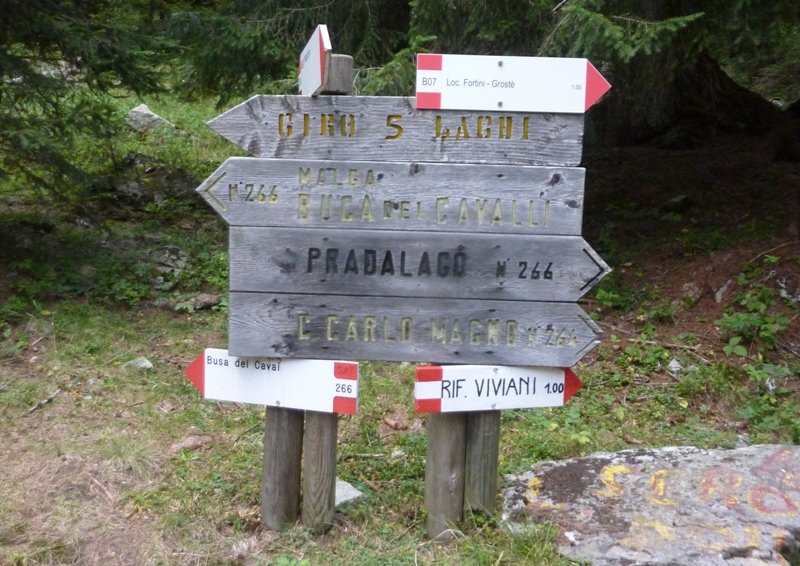 B07 Loc. Fortini - Grostè 1.00
GIRO 5 LAGHI
N° 266 MALGA
BUCA DEI CAVALLI
PRADALAGO N° 266
C. CARLO MAGNO N° 266
Busa dei Caval SAT 266
RIF. VIVIANI 1.00